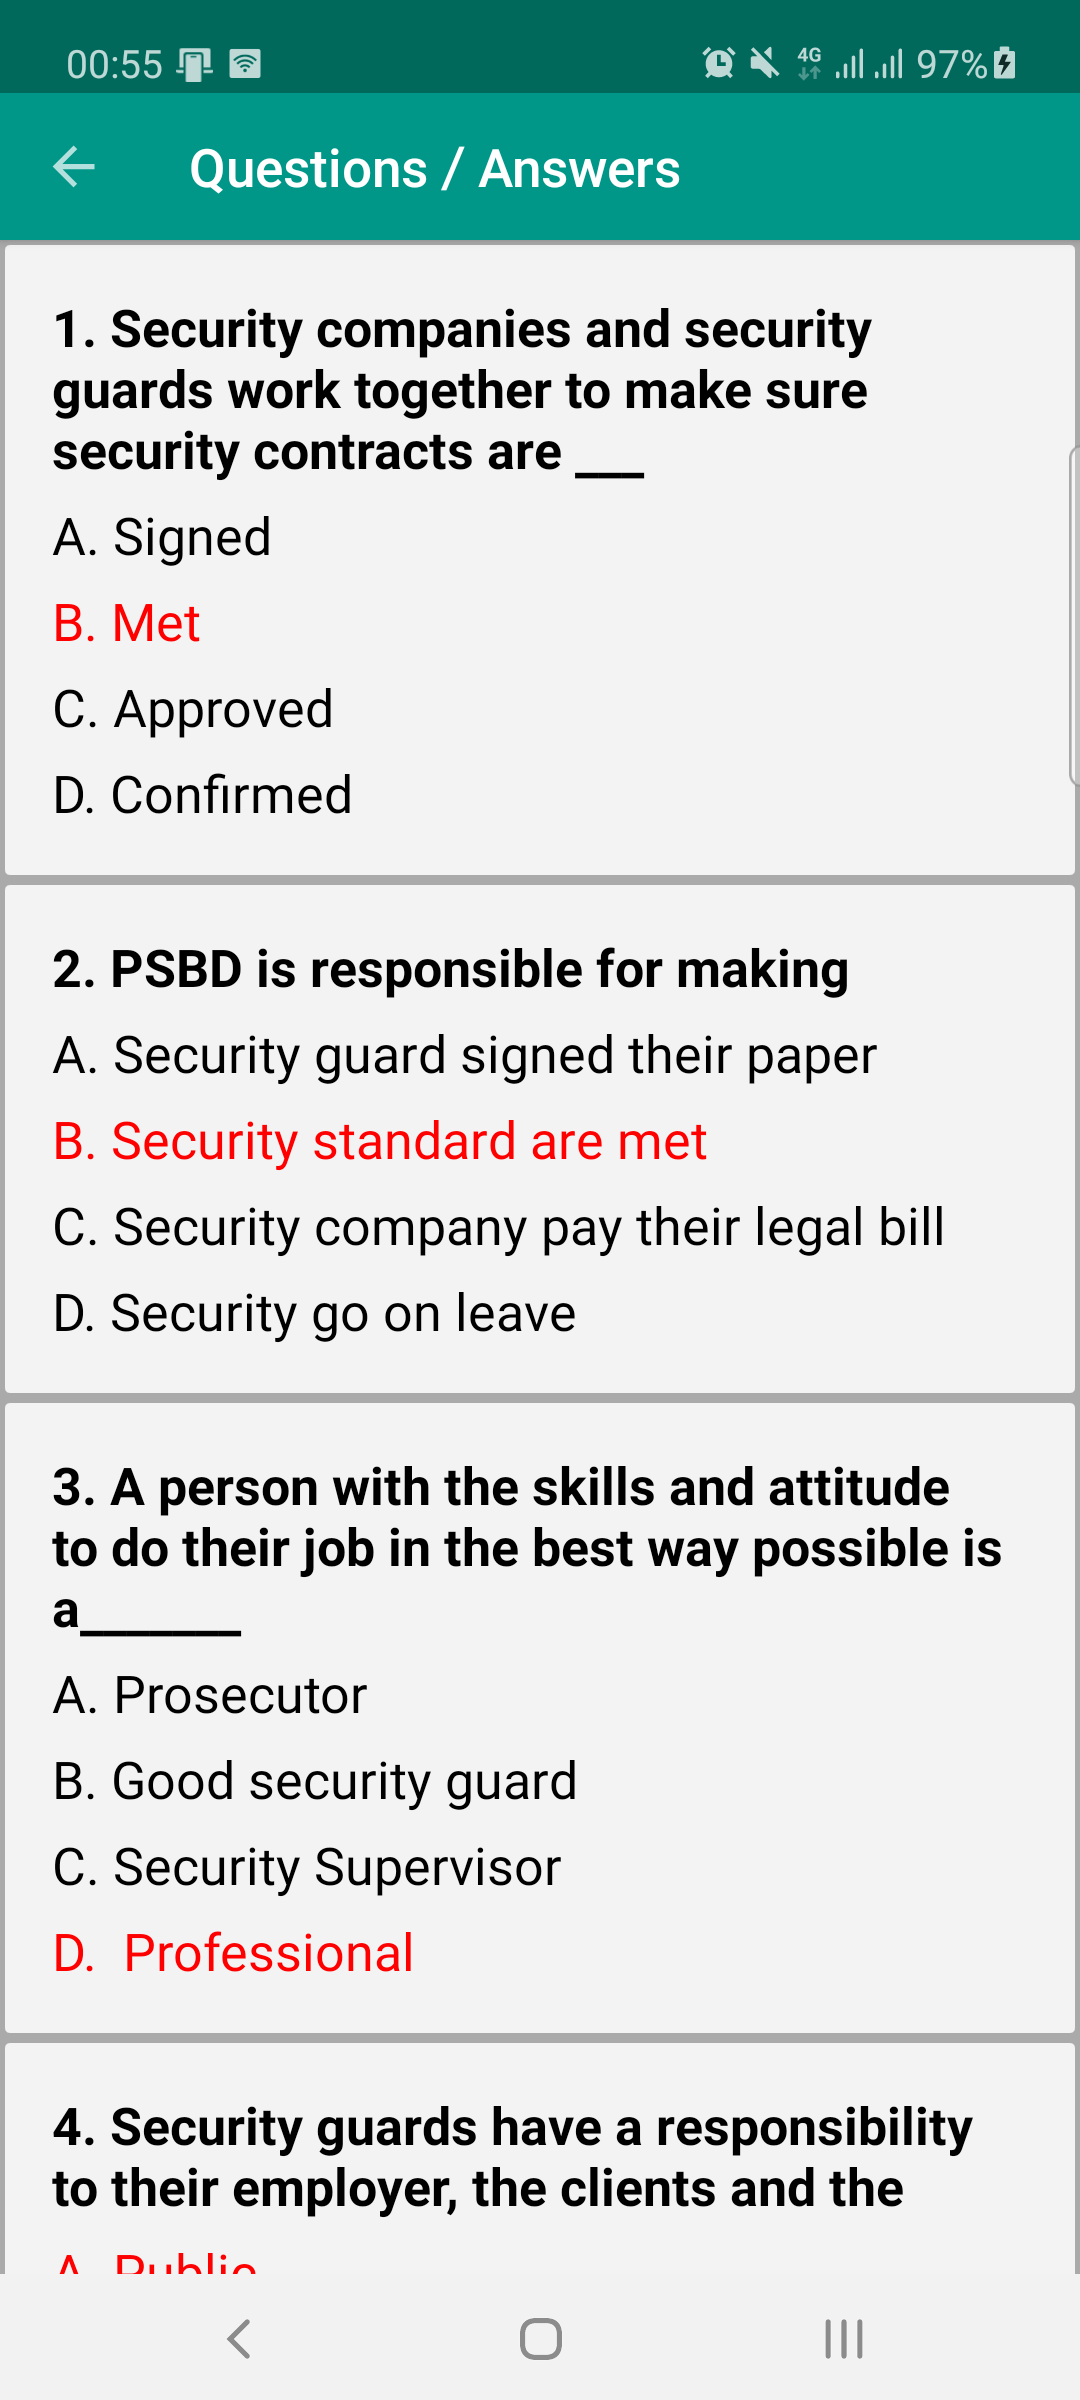 00:55 4G 97%
Questions / Answers
1. Security companies and security
guards work together to make sure
security contracts are ___
A. Signed
B. Met
C. Approved
D. Confirmed
2. PSBD is responsible for making
A. Security guard signed their paper
B. Security standard are met
C. Security company pay their legal bill
D. Security go on leave
3. A person with the skills and attitude
to do their job in the best way possible is
a_______
A. Prosecutor
B. Good security guard
C. Security Supervisor
D. Professional
4. Security guards have a responsibility
to their employer, the clients and the
A. Public